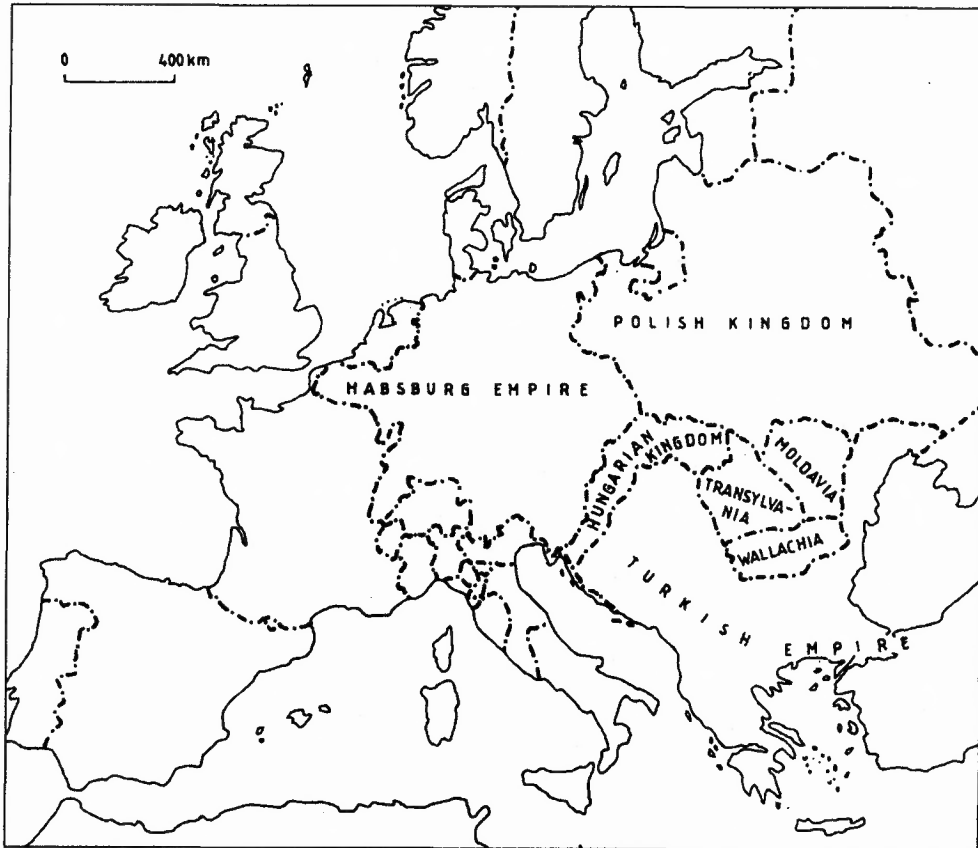 0 400 km
POLISH KINGDOM
HABSBURG EMPIRE
HUNGARIAN
KINGDOM
MOLDAVIA
TRANSYLVA-
NIA
WALLACHIA
TURKISH
EMPIRE